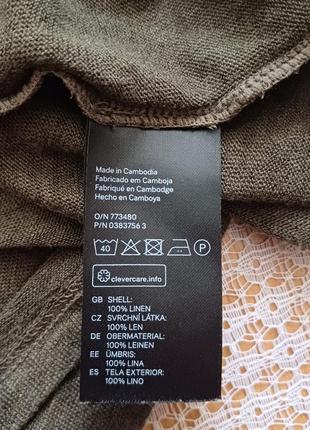 Made in Cambodia
Fabricado em Camboja
Fabriqué en Cambodge
Hecho en Camboya
O/N 773480
P/N 0383756 3
40 P
clevercare.info
GB SHELL:
100% LINEN
CZ SVRCHNÍ LÁTKA:
100% LEN
DE OBERMATERIAL:
100% LEINEN
EE ÜMBRIS:
100% LINA
ES TELA EXTERIOR:
100% LINO